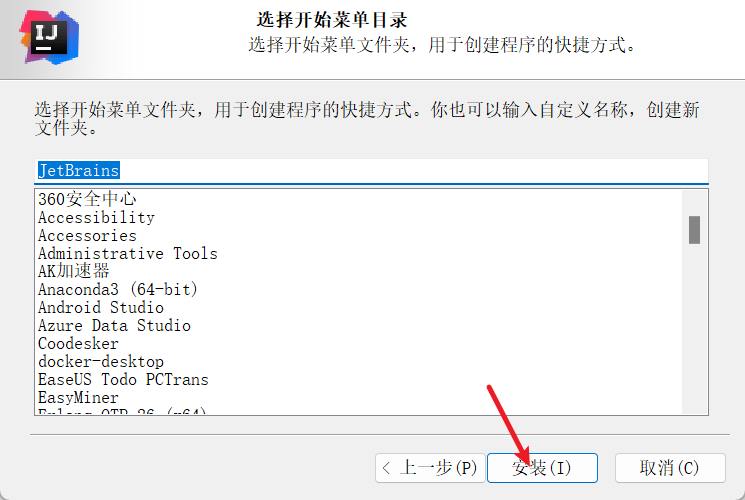 IJ
选择开始菜单目录
选择开始菜单文件夹，用于创建程序的快捷方式。
选择开始菜单文件夹，用于创建程序的快捷方式。你也可以输入自定义名称，创建新
文件夹。
JetBrains
360安全中心
Accessibility
Accessories
Administrative Tools
AK加速器
Anaconda3 (64-bit)
Android Studio
Azure Data Studio
Coodesker
docker-desktop
EaseUS Todo PCTrans
EasyMiner
Erlang OTP 26 (x64)
< 上一步(P)
安装(I)
取消(C)